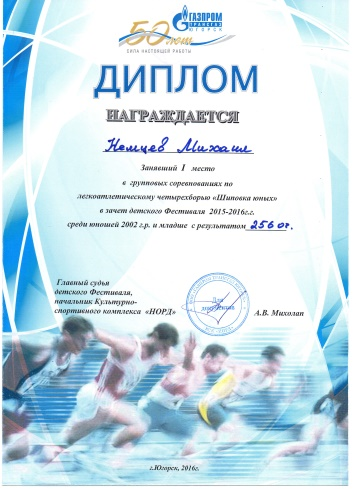 50 лет
СИЛА НАСТОЯЩЕЙ РАБОТЫ
ГАЗПРОМ
ТРАНСГАЗ
ЮГОРСК
ДИПЛОМ
НАГРАЖДАЕТСЯ
Немцев Михаил
Занявший I место
в групповых соревнованиях по
легкоатлетическому четырехборью «Шиповка юных»
в зачет детского Фестиваля 2015-2016г.г.
среди юношей 2002 г.р. и младше с результатом 256 оч.
Главный судья
детского Фестиваля,
начальник Культурно-
спортивного комплекса «НОРД»
Для
документов
А.В. Михолап
г.Югорск, 2016г.